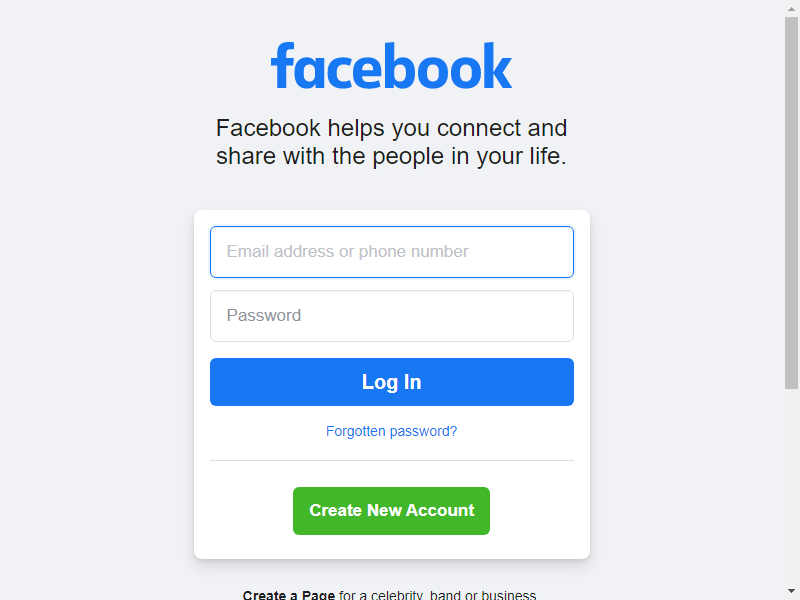 facebook
Facebook helps you connect and
share with the people in your life.
Email address or phone number
Password
Log In
Forgotten password?
Create New Account
Create a Page for a celebrity, band or business